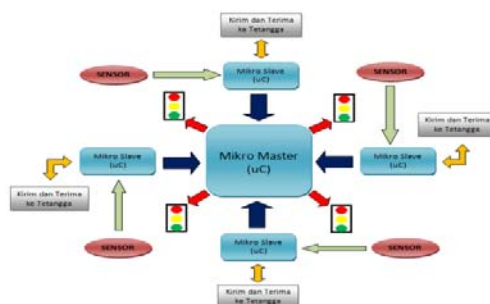 Kirim dan Terima
ke Tetangga
SENSOR
Mikro Slave
(uC)
SENSOR
Kirim dan Terima
ke Tetangga
Mikro Master
(uC)
Mikro Slave
(uC)
Mikro Slave
(uC)
Kirim dan Terima
ke Tetangga
SENSOR
Mikro Slave
(uC)
SENSOR
Kirim dan Terima
ke Tetangga